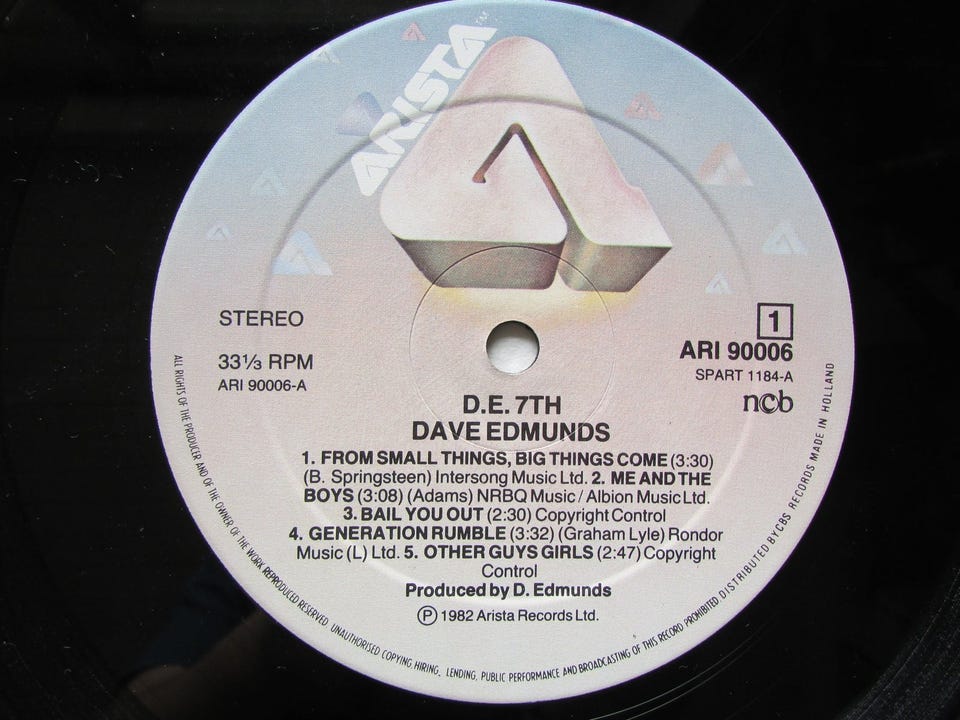 ARISTA™
STEREO
33⅓ RPM
ARI 90006-A
1
ARI 90006
SPART 1184-A
ncb
D.E. 7TH
DAVE EDMUNDS
1. FROM SMALL THINGS, BIG THINGS COME (3:30)
(B. Springsteen) Intersong Music Ltd. 2. ME AND THE
BOYS (3:08) (Adams) NRBQ Music / Albion Music Ltd.
3. BAIL YOU OUT (2:30) Copyright Control
4. GENERATION RUMBLE (3:32) (Graham Lyle) Rondor
Music (L) Ltd. 5. OTHER GUYS GIRLS (2:47) Copyright
Control
Produced by D. Edmunds
℗ 1982 Arista Records Ltd.
ALL RIGHTS OF THE PRODUCER AND OF THE OWNER OF THE WORK REPRODUCED RESERVED UNAUTHORISED COPYING, HIRING, LENDING, PUBLIC PERFORMANCE AND BROADCASTING OF THIS RECORD PROHIBITED DISTRIBUTED BY CBS RECORDS MADE IN HOLLAND